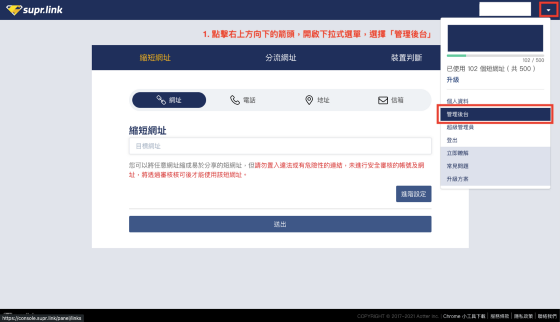 supr.link
1. 點擊右上方向下的箭頭，開啟下拉式選單，選擇「管理後台」
102 / 500
已使用 102 個短網址（ 共 500 ）
升級
個人資料
管理後台
超級管理員
登出
立即瞭解
常見問題
升級方案
縮短網址
分流網址
裝置判斷
網址
電話
地址
信箱
縮短網址
目標網址
您可以將任意網址縮成易於分享的短網址，但請勿置入違法或有危險性的連結，未進行安全審核的帳號及網
址，將透過審核核可後才能使用該短網址。
進階設定
送出
https://console.supr.link/panel/links
COPYRIGHT © 2017-2021 Aotter Inc. | Chrome 小工具下載 | 服務條款 | 隱私政策 | 聯絡我們